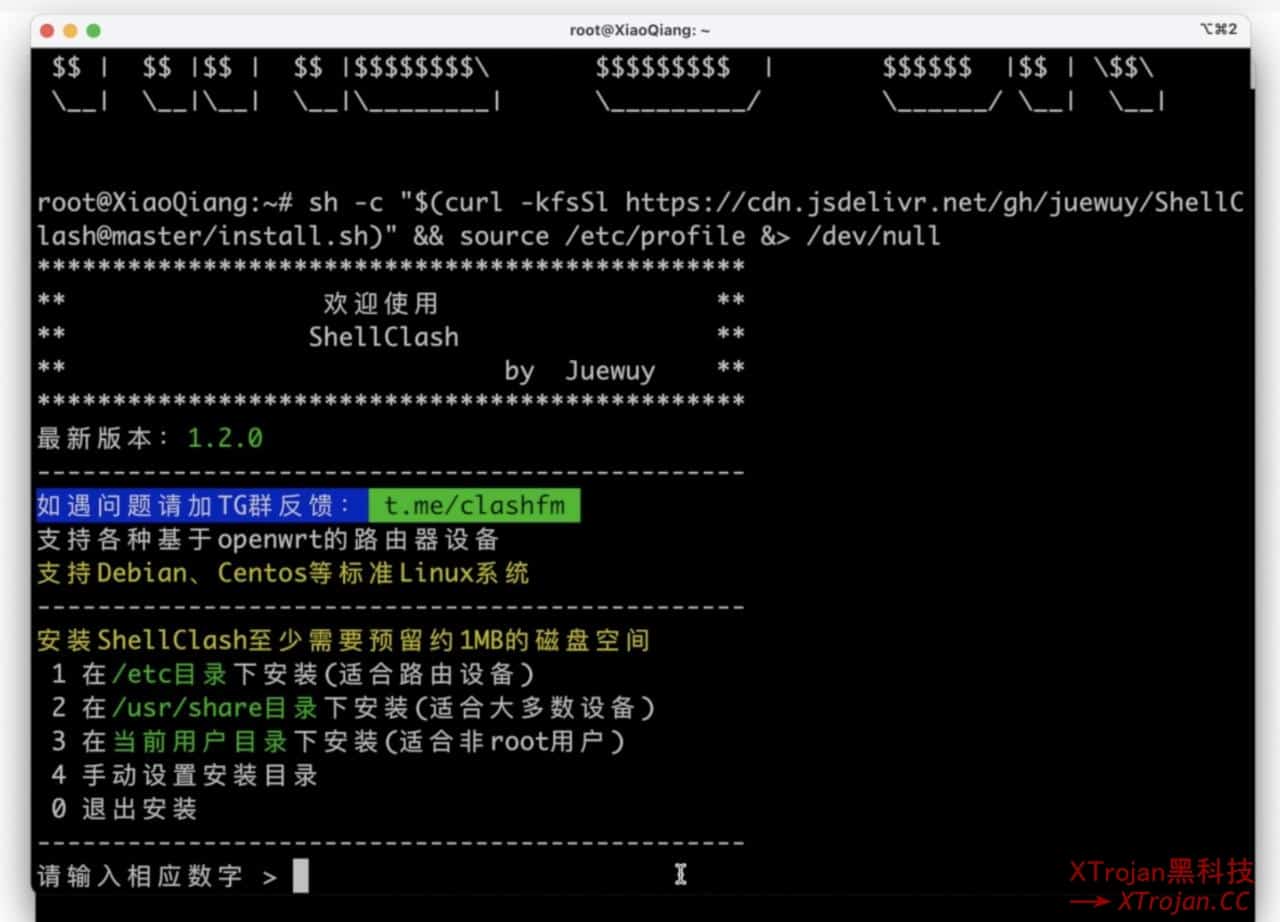 root@XiaoQiang: ~
⌥⌘2
$$ |  $$ |$$ |  $$ |$$$$$$$$\       $$$$$$$$$  |       $$$$$$  |$$ | \$$\
\__|  \__|\__|  \__|\________|      \_________/        \______/ \__|  \__|
root@XiaoQiang:~# sh -c "$(curl -kfsSl https://cdn.jsdelivr.net/gh/juewuy/ShellC
lash@master/install.sh)" && source /etc/profile &> /dev/null
***********************************************
** 欢迎使用 **
** ShellClash **
** by Juewuy **
***********************************************
最新版本：1.2.0
-----------------------------------------------
如遇问题请加TG群反馈： t.me/clashfm
支持各种基于openwrt的路由器设备
支持Debian、Centos等标准Linux系统
-----------------------------------------------
安装ShellClash至少需要预留约1MB的磁盘空间
1 在/etc目录下安装(适合路由设备)
2 在/usr/share目录下安装(适合大多数设备)
3 在当前用户目录下安装(适合非root用户)
4 手动设置安装目录
0 退出安装
-----------------------------------------------
请输入相应数字 >
XTrojan黑科技
→ XTrojan.CC